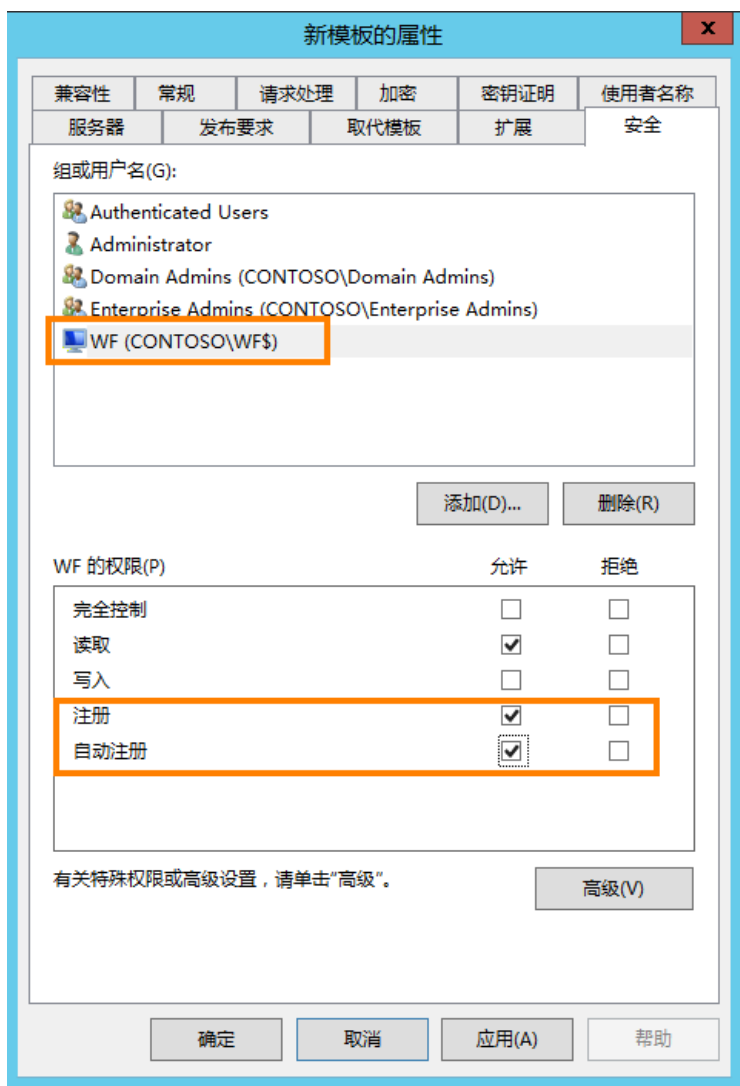 新模板的属性
x
兼容性 常规 请求处理 加密 密钥证明 使用者名称
服务器 发布要求 取代模板 扩展 安全
组或用户名(G):
Authenticated Users
Administrator
Domain Admins (CONTOSO\Domain Admins)
Enterprise Admins (CONTOSO\Enterprise Admins)
WF (CONTOSO\WF$)
添加(D)... 删除(R)
WF 的权限(P) 允许 拒绝
完全控制
读取
写入
注册
自动注册
有关特殊权限或高级设置，请单击"高级"。
高级(V)
确定 取消 应用(A) 帮助